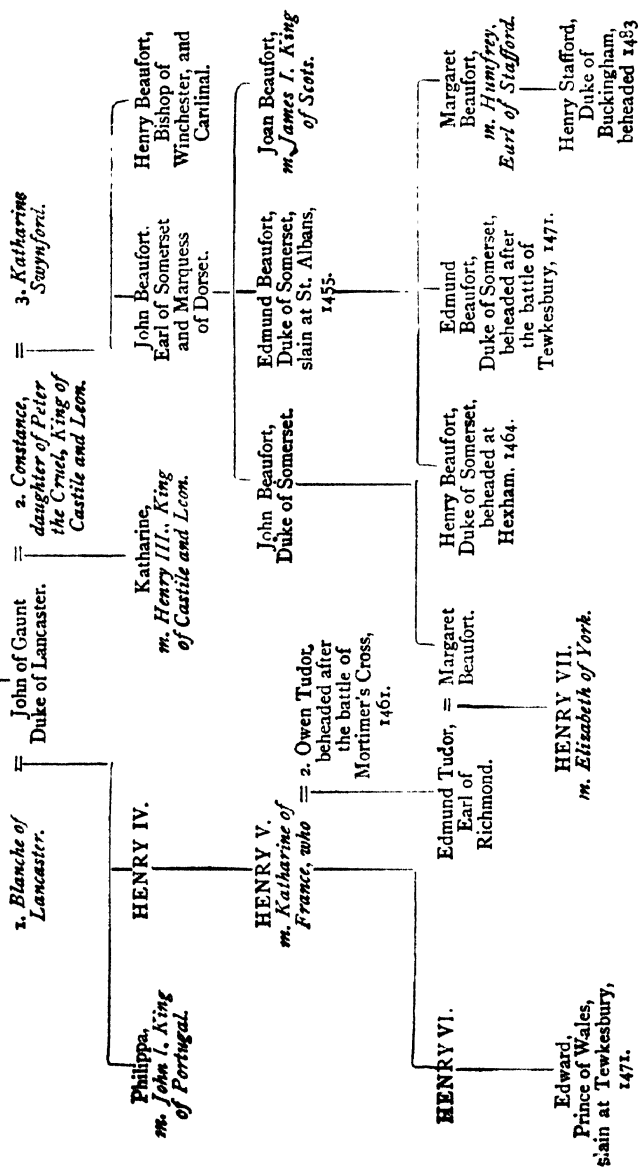 1. Blanche of
Lancaster.
=
John of Gaunt
Duke of Lancaster.
=
2. Constance,
daughter of Peter
the Cruel, King of
Castile and Leon.
=
3. Katharine
Swynford.
Philippa,
m. John I., King
of Portugal.
HENRY IV.
Katharine,
m. Henry III., King
of Castile and Leon.
John Beaufort.
Earl of Somerset
and Marquess
of Dorset.
Henry Beaufort,
Bishop of
Winchester, and
Cardinal.
HENRY V.
m. Katharine of
France, who
= 2. Owen Tudor,
beheaded after
the battle of
Mortimer's Cross,
1461.
John Beaufort,
Duke of Somerset.
Edmund Beaufort,
Duke of Somerset,
slain at St. Albans,
1455.
Joan Beaufort,
m. James I. King
of Scots.
HENRY VI.
Edmund Tudor,
Earl of
Richmond.
=
Margaret
Beaufort.
Henry Beaufort,
Duke of Somerset,
beheaded at
Hexham. 1464.
Edmund
Beaufort,
Duke of Somerset,
beheaded after
the battle of
Tewkesbury, 1471.
Margaret
Beaufort,
m. Humfrey,
Earl of Stafford.
Edward,
Prince of Wales,
slain at Tewkesbury,
1471.
HENRY VII.
m. Elizabeth of York.
Henry Stafford,
Duke of
Buckingham,
beheaded 1483